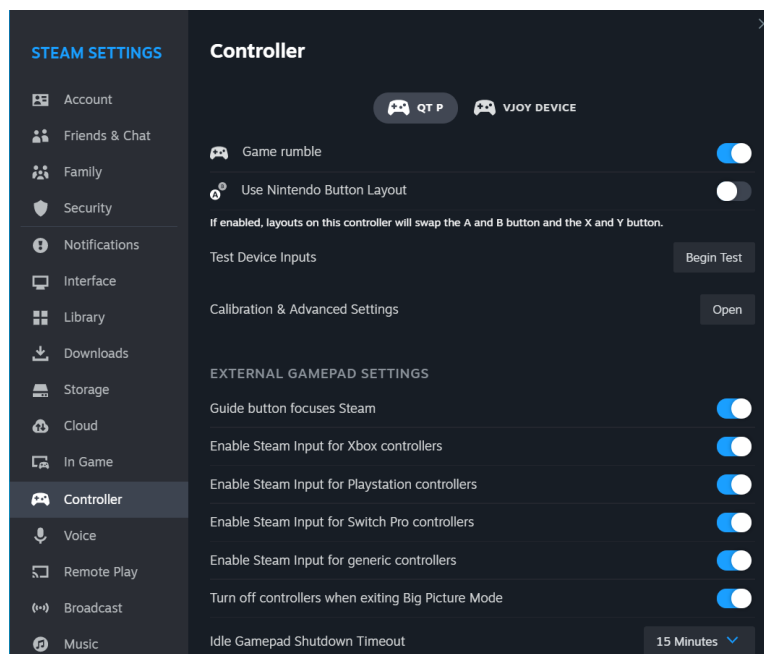 STEAM SETTINGS
Account
Friends & Chat
Family
Security
Notifications
Interface
Library
Downloads
Storage
Cloud
In Game
Controller
Voice
Remote Play
Broadcast
Music
Controller
QT P
VJOY DEVICE
Game rumble
Use Nintendo Button Layout
If enabled, layouts on this controller will swap the A and B button and the X and Y button.
Test Device Inputs
Begin Test
Calibration & Advanced Settings
Open
EXTERNAL GAMEPAD SETTINGS
Guide button focuses Steam
Enable Steam Input for Xbox controllers
Enable Steam Input for Playstation controllers
Enable Steam Input for Switch Pro controllers
Enable Steam Input for generic controllers
Turn off controllers when exiting Big Picture Mode
Idle Gamepad Shutdown Timeout
15 Minutes